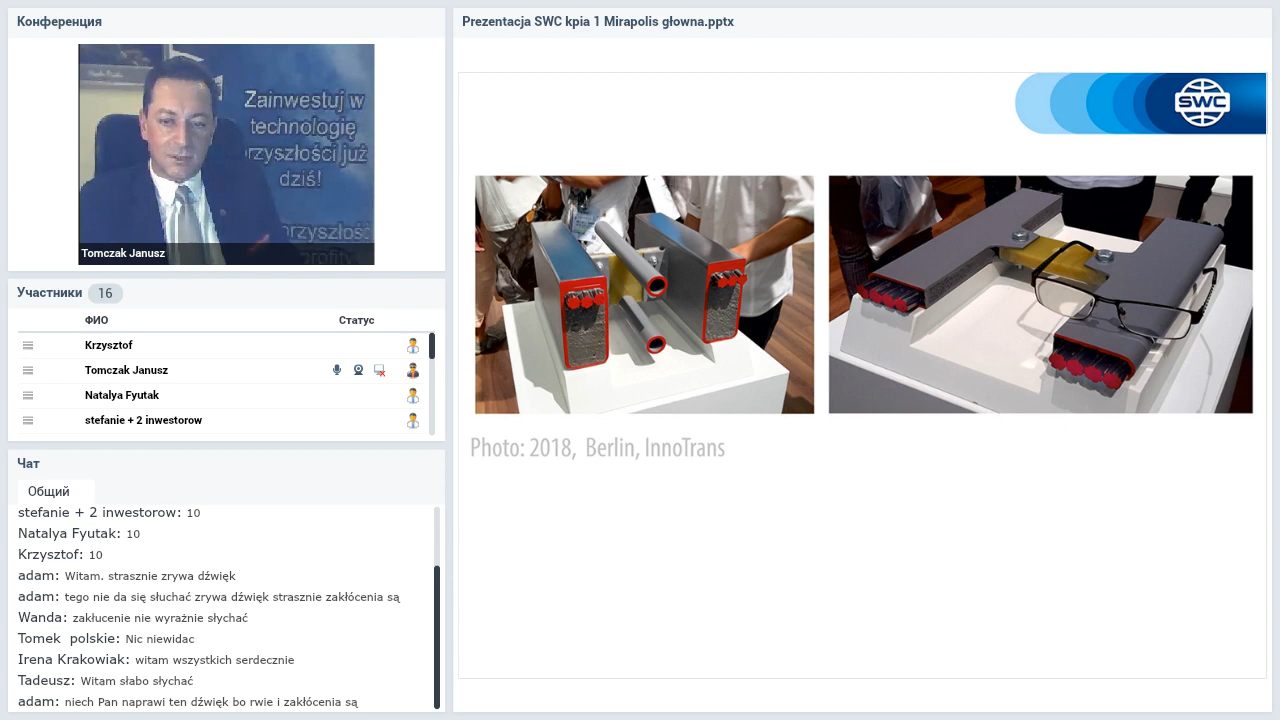 Конференция
Zainwestuj w
technologię
przyszłości już
dziś!
Tomczak Janusz
Участники 16
ФИО Статус
Krzysztof
Tomczak Janusz
Natalya Fyutak
stefanie + 2 inwestorow
Чат
Общий
stefanie + 2 inwestorow: 10
Natalya Fyutak: 10
Krzysztof: 10
adam: Witam. strasznie zrywa dźwięk
adam: tego nie da się słuchać zrywa dźwięk strasznie zakłócenia są
Wanda: zakłucenie nie wyrażnie słychać
Tomek  polskie: Nic niewidac
Irena Krakowiak: witam wszystkich serdecznie
Tadeusz: Witam słabo słychać
adam: niech Pan naprawi ten dźwięk bo rwie i zakłócenia są
Prezentacja SWC kpia 1 Mirapolis głowna.pptx
SWC
Photo: 2018,  Berlin, InnoTrans